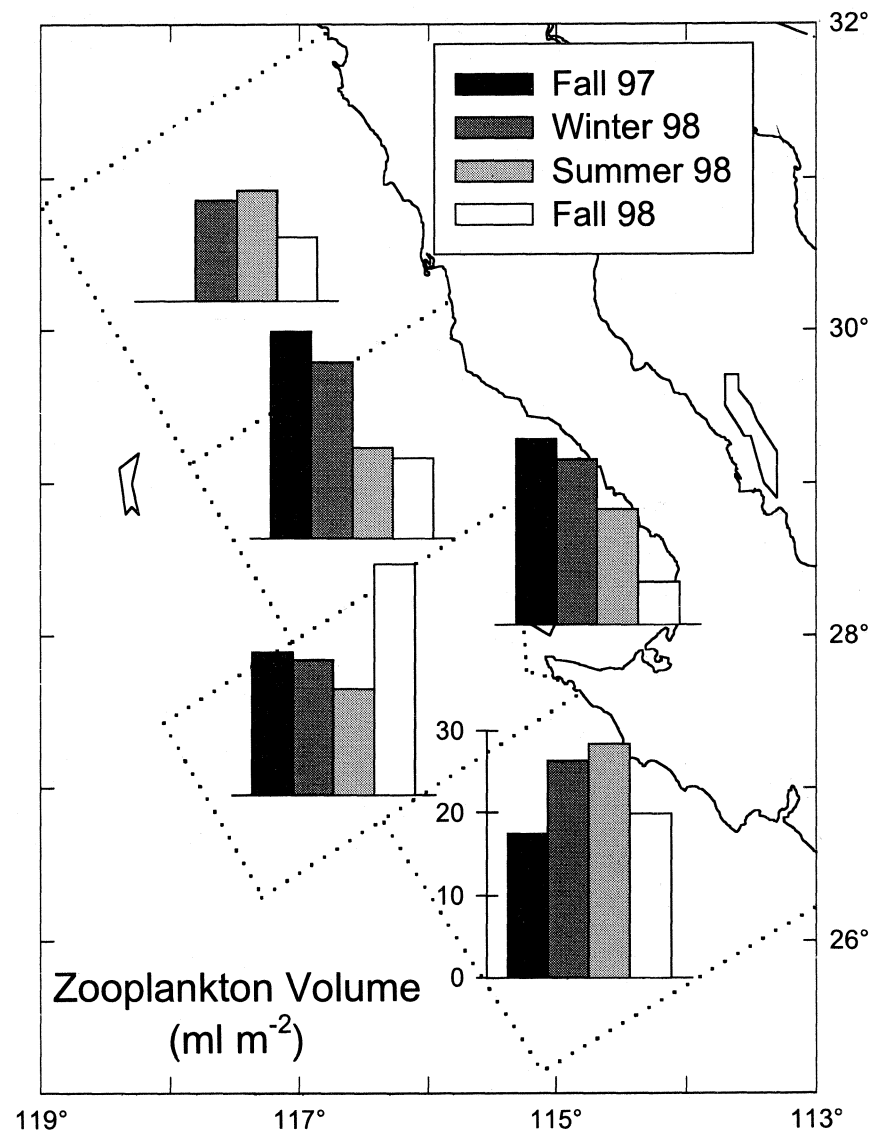 32°
Fall 97
Winter 98
Summer 98
Fall 98
30°
28°
30
20
10
0
26°
Zooplankton Volume
(ml m-2)
119°
117°
115°
113°